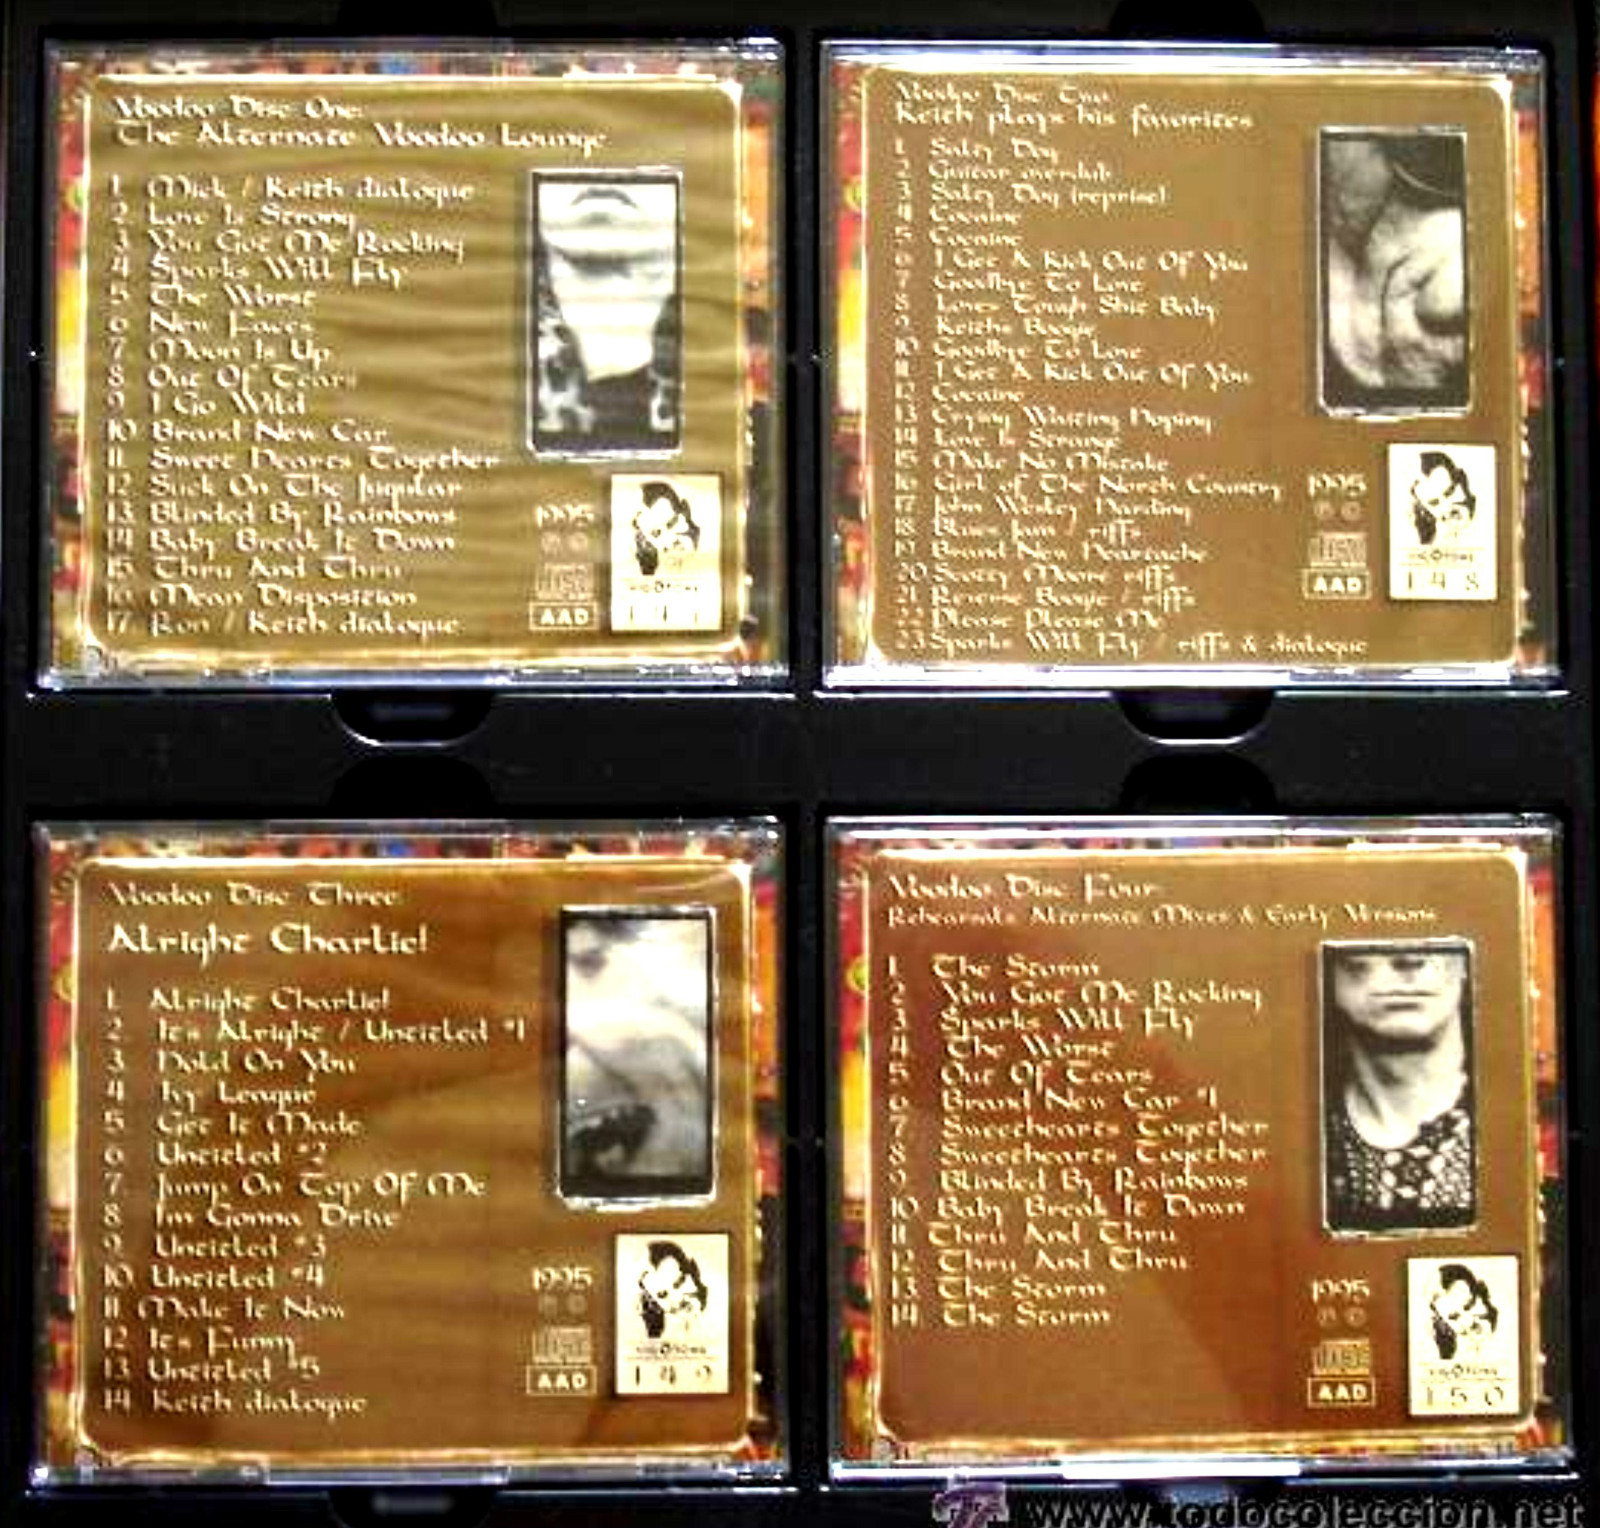 Voodoo Disc One:
The Alternate Voodoo Lounge
1. Mick / Keith dialogue
2 Love Is Strong
3 You Got Me Rocking
4 Sparks Will Fly
5 The Worst
6 New Faces
7 Moon Is Up
8 Out Of Tears
9 I Go Wild
10 Brand New Car
11 Sweet Hearts Together
12 Suck On The Jugular
13 Blinded By Rainbows
14 Baby Break It Down
15 Thru And Thru
16 Mean Disposition
17 Ron / Keith dialogue
1995
AAD
Voodoo Disc Two
Keith plays his favorites
1. Salty Dog
2 Guitar overdub
3 Salty Dog (reprise)
4 Cocaine
5 Cocaine
6 I Get A Kick Out Of You
7 Goodbye To Love
8 Loves Tough Shit Baby
9. Keiths Boogie
10 Goodbye To Love
11. I Get A Kick Out Of You
12 Cocaine
13 Crying Waiting Hoping
14 Love Is Strange
15 Make No Mistake
16 Girl of The North Country
17 John Wesley Harding
18 Blues Jam / riffs
19. Brand New Heartache
20 Scotty Moore riffs
21 Reverse Boogie / riffs
22 Please Please Me
23 Sparks Will Fly / riffs & dialogue
1995
AAD
148
Voodoo Disc Three
Alright Charlie!
1. Alright Charlie!
2 It's Alright / Untitled #1
3 Hold On You
4 Ivy League
5 Get It Made
6 Untitled #2
7 Jump On Top Of Me
8 I'm Gonna Drive
9 Untitled #3
10 Untitled #4
11 Make It Now
12 It's Funny
13 Untitled #5
14 Keith dialogue
1995
AAD
149
Voodoo Disc Four
Rehearsals Alternate Mixes & Early Versions
1. The Storm
2 You Got Me Rocking
3 Sparks Will Fly
4 The Worst
5 Out Of Tears
6 Brand New Car #1
7 Sweethearts Together
8 Sweethearts Together
9 Blinded By Rainbows
10 Baby Break It Down
11 Thru And Thru
12 Thru And Thru
13 The Storm
14 The Storm
1995
AAD
150
www.todocoleccion.net